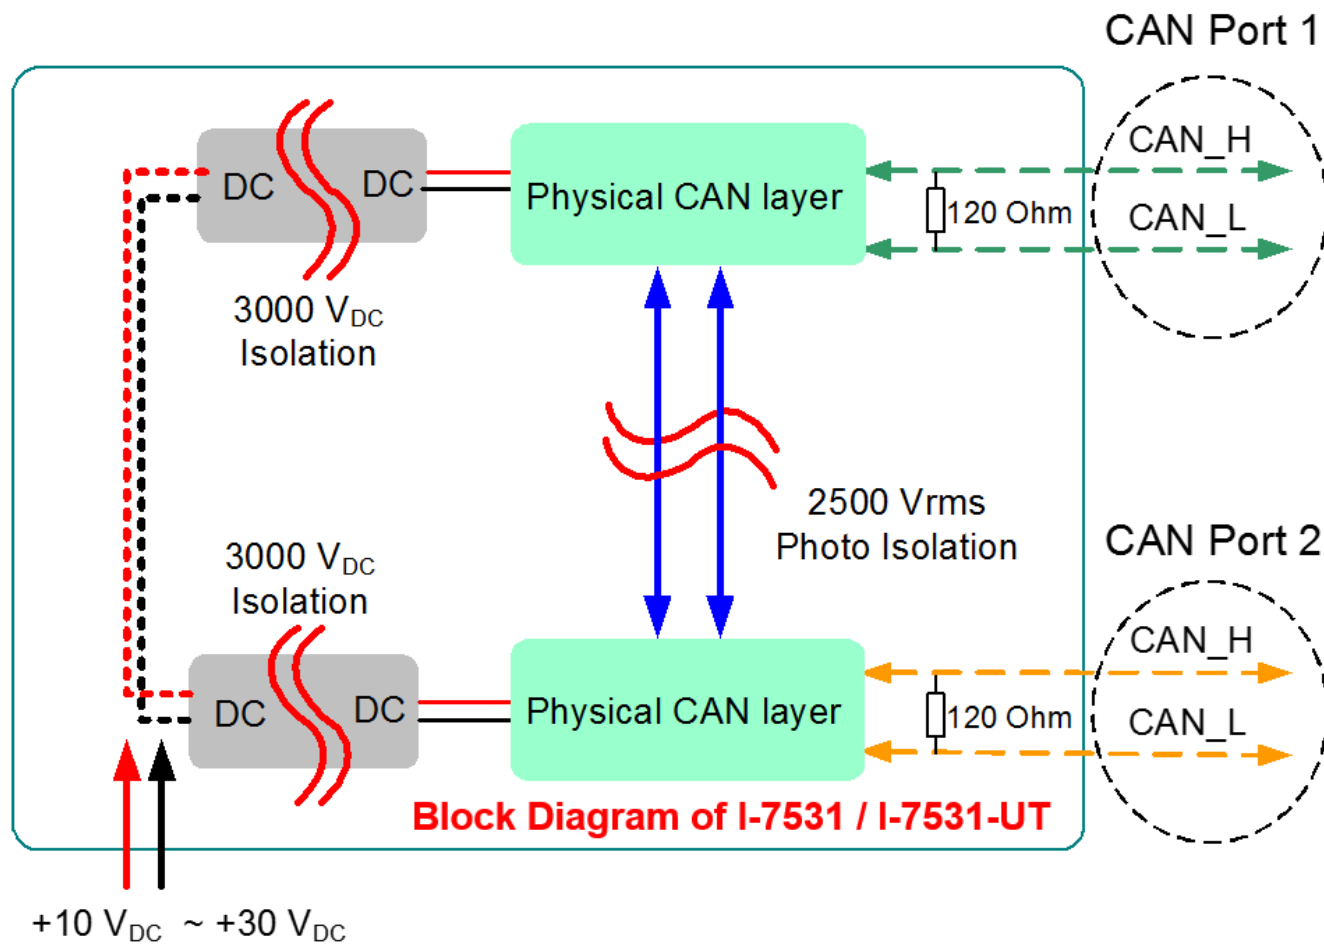 CAN Port 1
CAN_H
DC
DC
Physical CAN layer
120 Ohm
CAN_L
3000 VDC
Isolation
2500 Vrms
Photo Isolation
3000 VDC
Isolation
CAN Port 2
CAN_H
DC
DC
Physical CAN layer
120 Ohm
CAN_L
Block Diagram of I-7531 / I-7531-UT
+10 VDC ~ +30 VDC